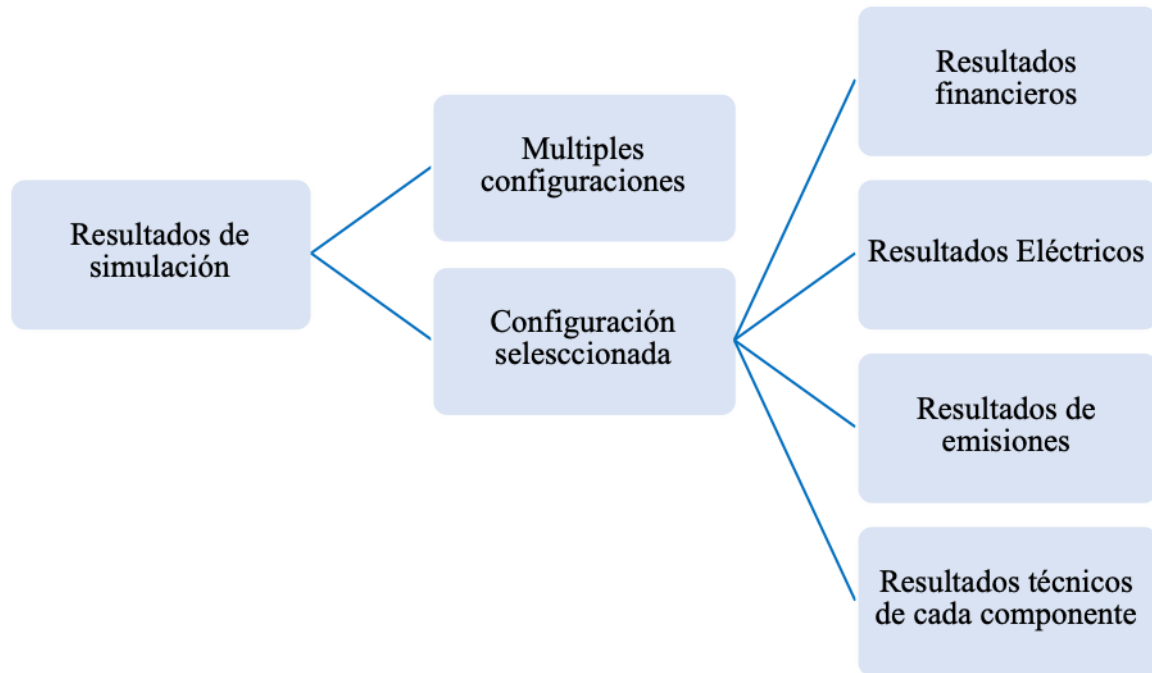 Resultados de
simulación
Multiples
configuraciones
Configuración
selesccionada
Resultados
financieros
Resultados Eléctricos
Resultados de
emisiones
Resultados técnicos
de cada componente